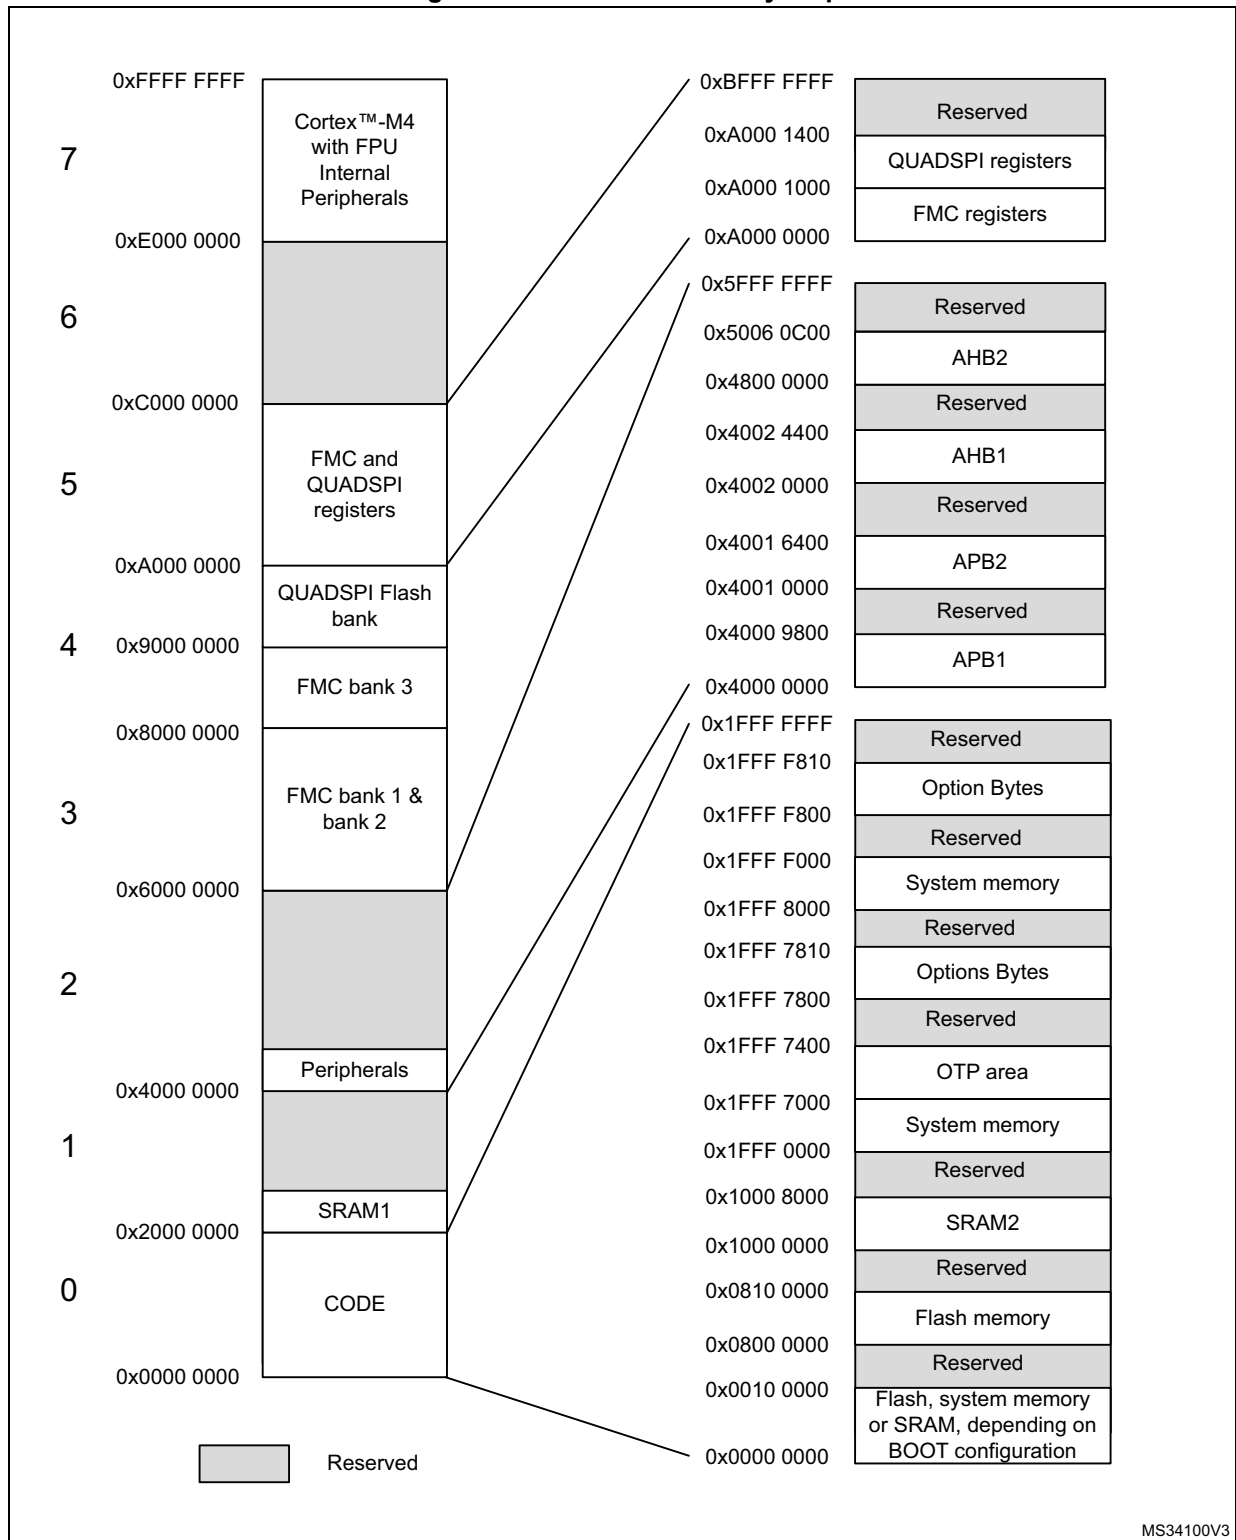 0xFFFF FFFF
7
Cortex™-M4
with FPU
Internal
Peripherals
0xE000 0000
6
0xC000 0000
5
FMC and
QUADSPI
registers
0xA000 0000
QUADSPI Flash
bank
4
0x9000 0000
FMC bank 3
0x8000 0000
3
FMC bank 1 &
bank 2
0x6000 0000
2
Peripherals
0x4000 0000
1
SRAM1
0x2000 0000
0
CODE
0x0000 0000
Reserved
0xBFFF FFFF
Reserved
0xA000 1400
QUADSPI registers
0xA000 1000
FMC registers
0xA000 0000
0x5FFF FFFF
Reserved
0x5006 0C00
AHB2
0x4800 0000
Reserved
0x4002 4400
AHB1
0x4002 0000
Reserved
0x4001 6400
APB2
0x4001 0000
Reserved
0x4000 9800
APB1
0x4000 0000
0x1FFF FFFF
Reserved
0x1FFF F810
Option Bytes
0x1FFF F800
Reserved
0x1FFF F000
System memory
0x1FFF 8000
Reserved
0x1FFF 7810
Options Bytes
0x1FFF 7800
Reserved
0x1FFF 7400
OTP area
0x1FFF 7000
System memory
0x1FFF 0000
Reserved
0x1000 8000
SRAM2
0x1000 0000
Reserved
0x0810 0000
Flash memory
0x0800 0000
Reserved
0x0010 0000
Flash, system memory
or SRAM, depending on
BOOT configuration
0x0000 0000
MS34100V3